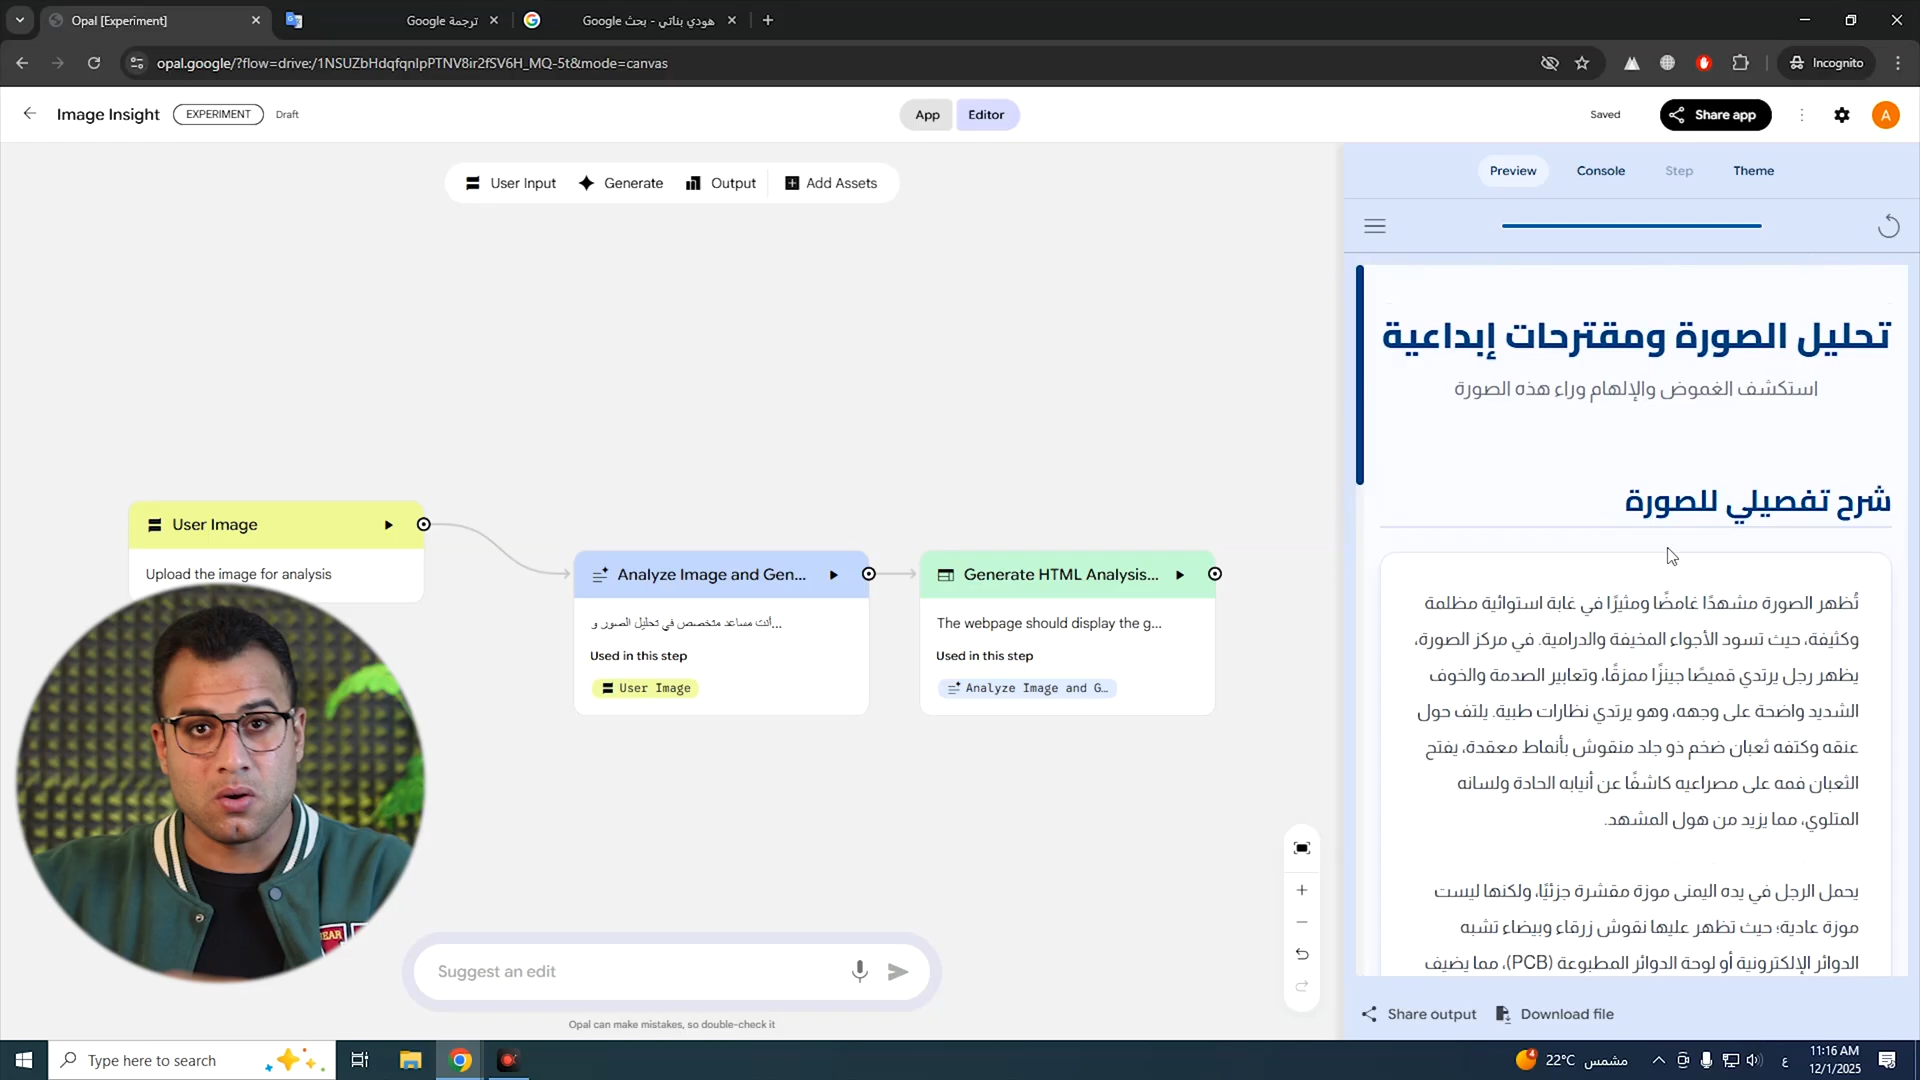 Opal [Experiment]
Google ترجمة
هودي بناتي - بحث Google
opal.google/?flow=drive:/1NSUZbHdqfqnIpPTNV8ir2fSV6H_MQ-5t&mode=canvas
Incognito
Image Insight
EXPERIMENT
Draft
App
Editor
Saved
Share app
A
User Input
Generate
Output
Add Assets
Preview
Console
Step
Theme
تحليل الصورة ومقترحات إبداعية
استكشف الغموض والإلهام وراء هذه الصورة
شرح تفصيلي للصورة
تُظهر الصورة مشهدًا غامضًا ومثيرًا في غابة استوائية مظلمة
وكثيفة، حيث تسود الأجواء المخيفة والدرامية. في مركز الصورة،
يظهر رجل يرتدي قميصًا جينزًا ممزقًا، وتعابير الصدمة والخوف
الشديد واضحة على وجهه، وهو يرتدي نظارات طبية. يلتف حول
عنقه وكتفه ثعبان ضخم ذو جلد منقوش بأنماط معقدة، يفتح
الثعبان فمه على مصراعيه كاشفًا عن أنيابه الحادة ولسانه
المتلوي، مما يزيد من هول المشهد.
يحمل الرجل في يده اليمنى موزة مقشرة جزئيًا، ولكنها ليست
موزة عادية؛ حيث تظهر عليها نقوش زرقاء وبيضاء تشبه
الدوائر الإلكترونية أو لوحة الدوائر المطبوعة (PCB)، مما يضيف
Share output
Download file
User Image
Upload the image for analysis
Analyze Image and Gen...
أنت مساعد متخصص في تحليل الصور و...
Used in this step
User Image
Generate HTML Analysis...
The webpage should display the g...
Used in this step
Analyze Image and G…
Suggest an edit
Opal can make mistakes, so double-check it
Type here to search
4
22°C مشمس
ع
11:16 AM
12/1/2025